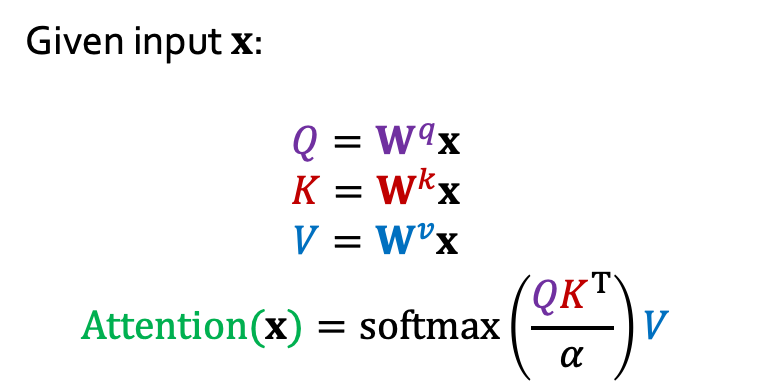 Given input x:
Q = W^q x
K = W^k x
V = W^v x
Attention(x) = softmax(QK^T / α) V